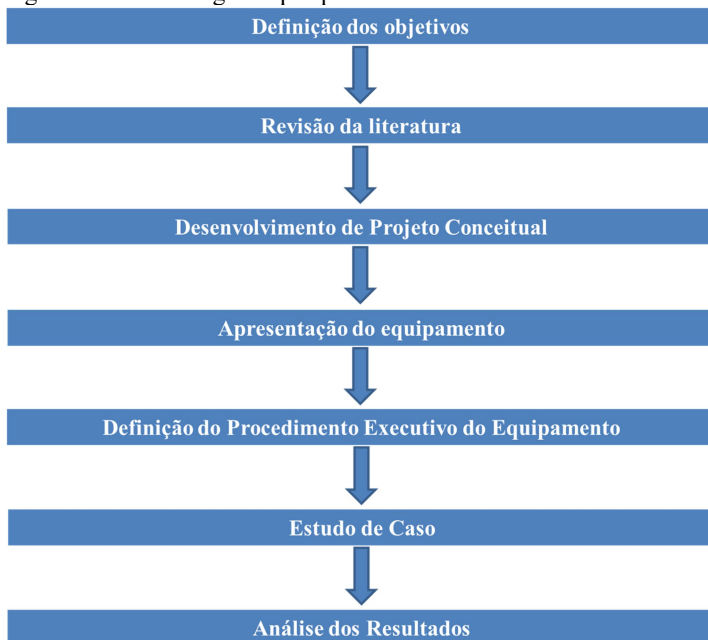 Definição dos objetivos
Revisão da literatura
Desenvolvimento de Projeto Conceitual
Apresentação do equipamento
Definição do Procedimento Executivo do Equipamento
Estudo de Caso
Análise dos Resultados